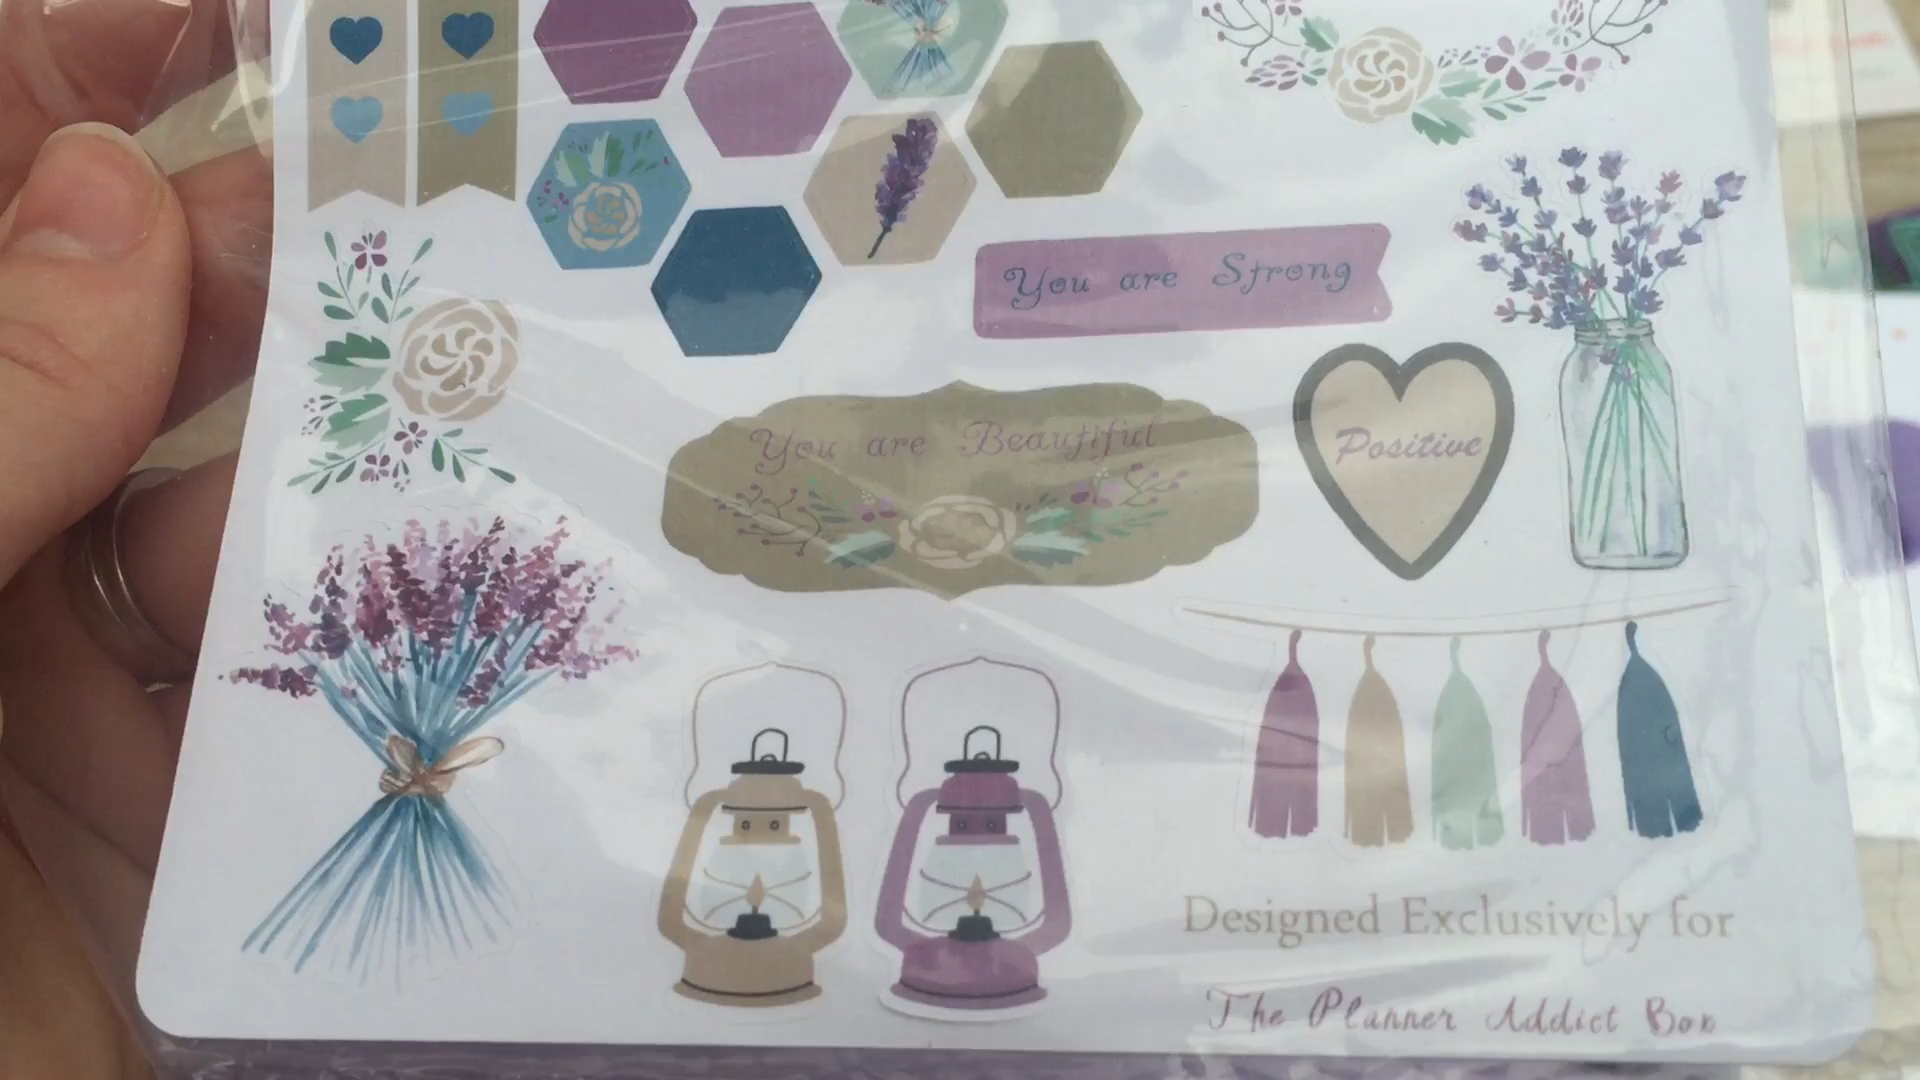 You are Strong
You are Beautiful
Positive
Designed Exclusively for
The Planner Addict Box